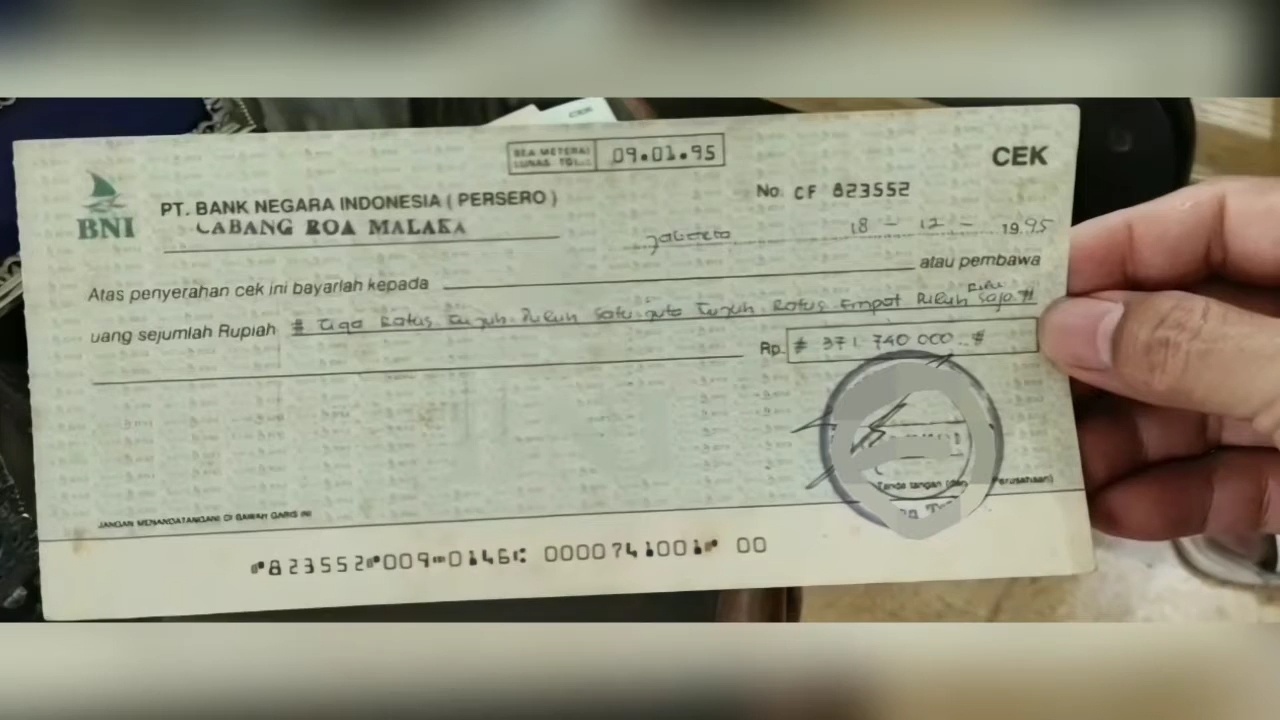 BEA METERAI LUNAS TGL. 09.01.95
CEK
BNI
PT. BANK NEGARA INDONESIA ( PERSERO )
CABANG ROA MALAKA
No. CF 823552
Jakarta 18 - 12 - 1995
Atas penyerahan cek ini bayarlah kepada atau pembawa
uang sejumlah Rupiah # Tiga Ratus Tujuh Puluh Satu juta Tujuh Ratus Empat Puluh Ribu Saja #
Rp. # 371 740 000 .. #
Tanda tangan (dan Perusahaan)
JANGAN MENANDATANGANI DI BAWAH GARIS INI
⑈823552⑈009⑉0146⑆ 0000741001⑈ 00